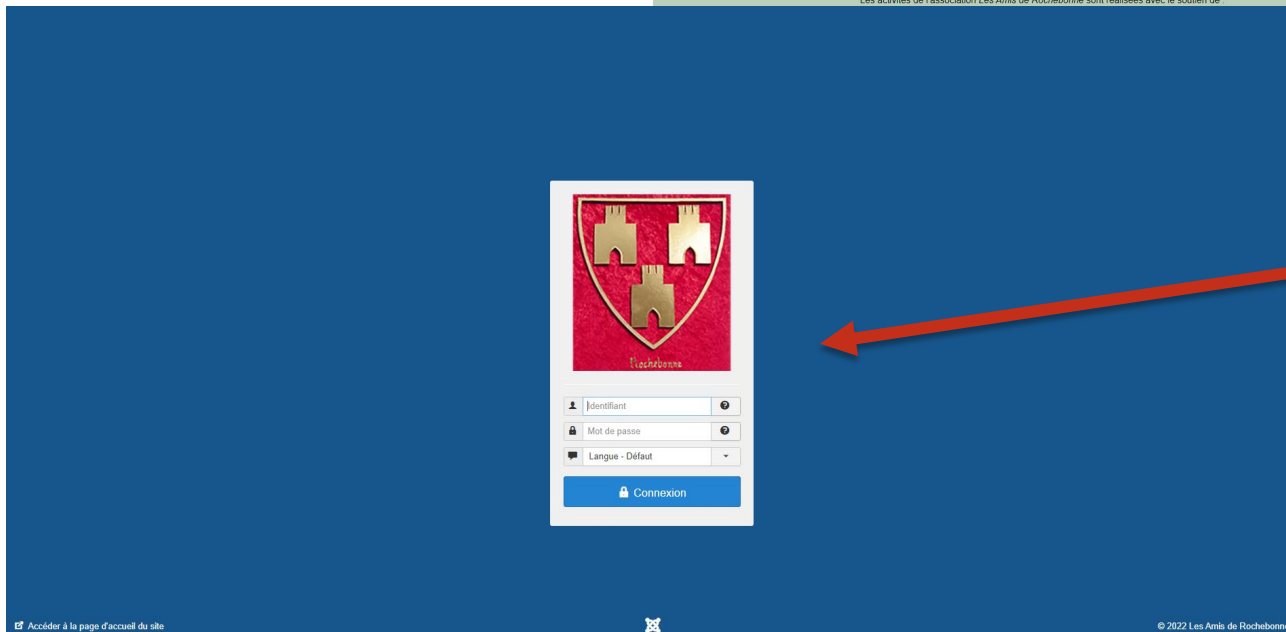 Les activités de l'association Les Amis de Rochebonne sont réalisées avec le soutien de :
Rochebonne
Identifiant
Mot de passe
Langue - Défaut
Connexion
Accéder à la page d'accueil du site
© 2022 Les Amis de Rochebonne